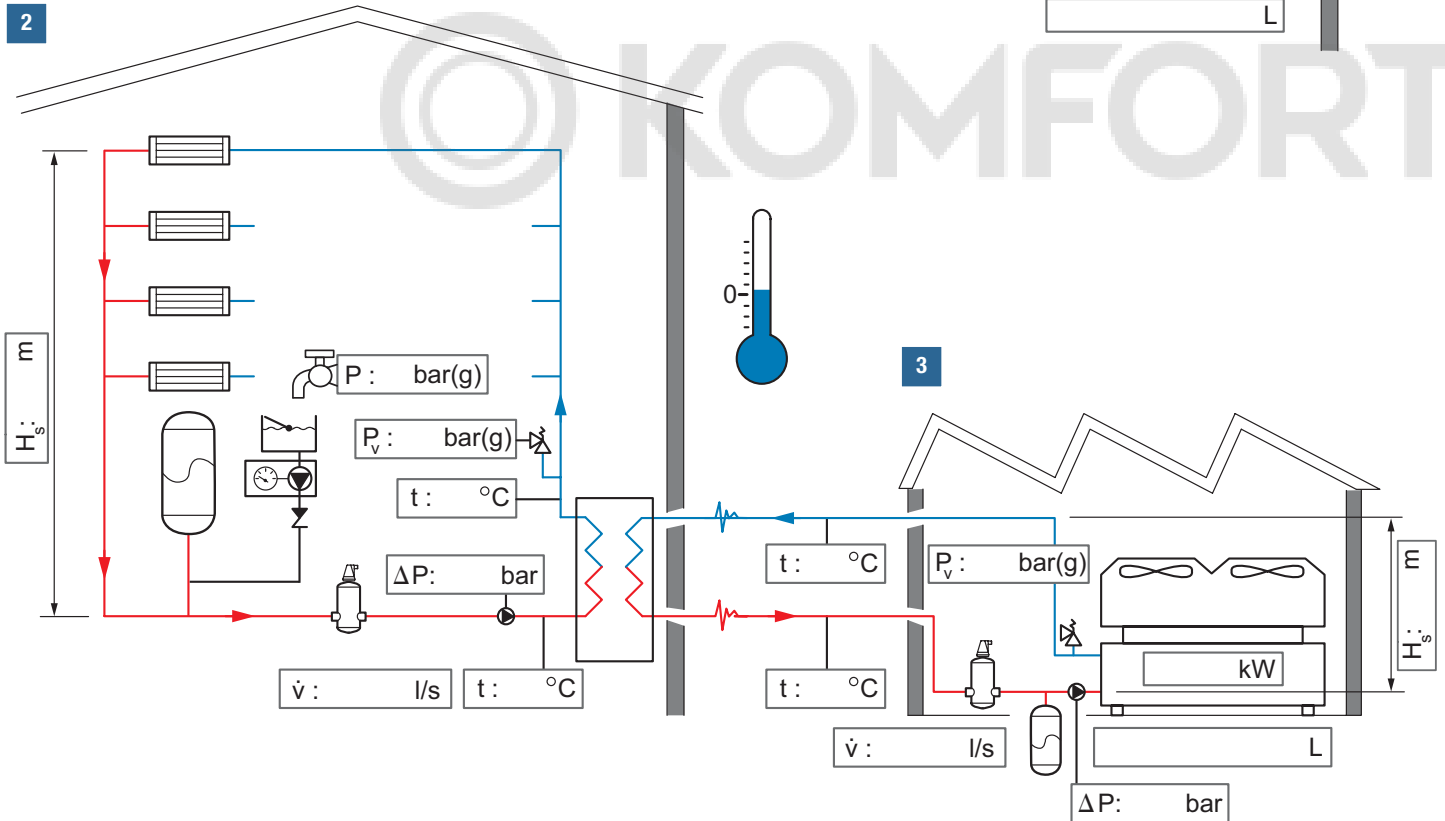 2
L
KOMFORT
0
H_s: m
P : bar(g)
P_v : bar(g)
t : °C
ΔP: bar
v̇ : l/s
t : °C
3
t : °C
P_v : bar(g)
t : °C
kW
H_s: m
v̇ : l/s
L
ΔP: bar